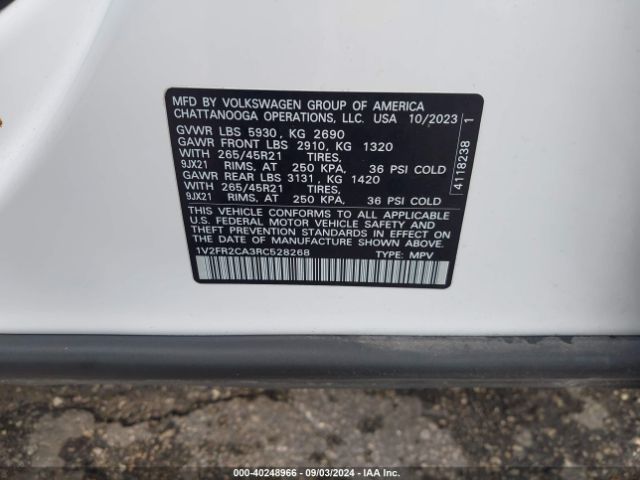 MFD BY VOLKSWAGEN GROUP OF AMERICA
CHATTANOOGA OPERATIONS, LLC. USA 10/2023
GVWR LBS 5930, KG 2690
GAWR FRONT LBS 2910, KG 1320
WITH 265/45R21 TIRES,
9JX21 RIMS, AT 250 KPA, 36 PSI COLD
GAWR REAR LBS 3131, KG 1420
WITH 265/45R21 TIRES,
9JX21 RIMS, AT 250 KPA, 36 PSI COLD
THIS VEHICLE CONFORMS TO ALL APPLICABLE
U.S. FEDERAL MOTOR VEHICLE SAFETY AND
THEFT PREVENTION STANDARDS IN EFFECT ON
THE DATE OF MANUFACTURE SHOWN ABOVE.
1V2FR2CA3RC528268 TYPE: MPV
4118238 1
000-40248966 - 09/03/2024 - IAA Inc.